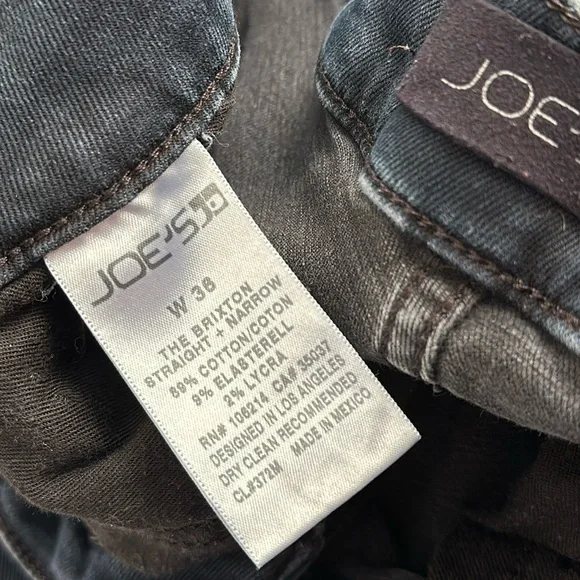 JOE'S JD
W 36
THE BRIXTON
STRAIGHT + NARROW
89% COTTON/COTON
9% ELASTERELL
2% LYCRA
RN# 106214 CA# 35037
DESIGNED IN LOS ANGELES
DRY CLEAN RECOMMENDED
CL#372M MADE IN MEXICO
JOE'